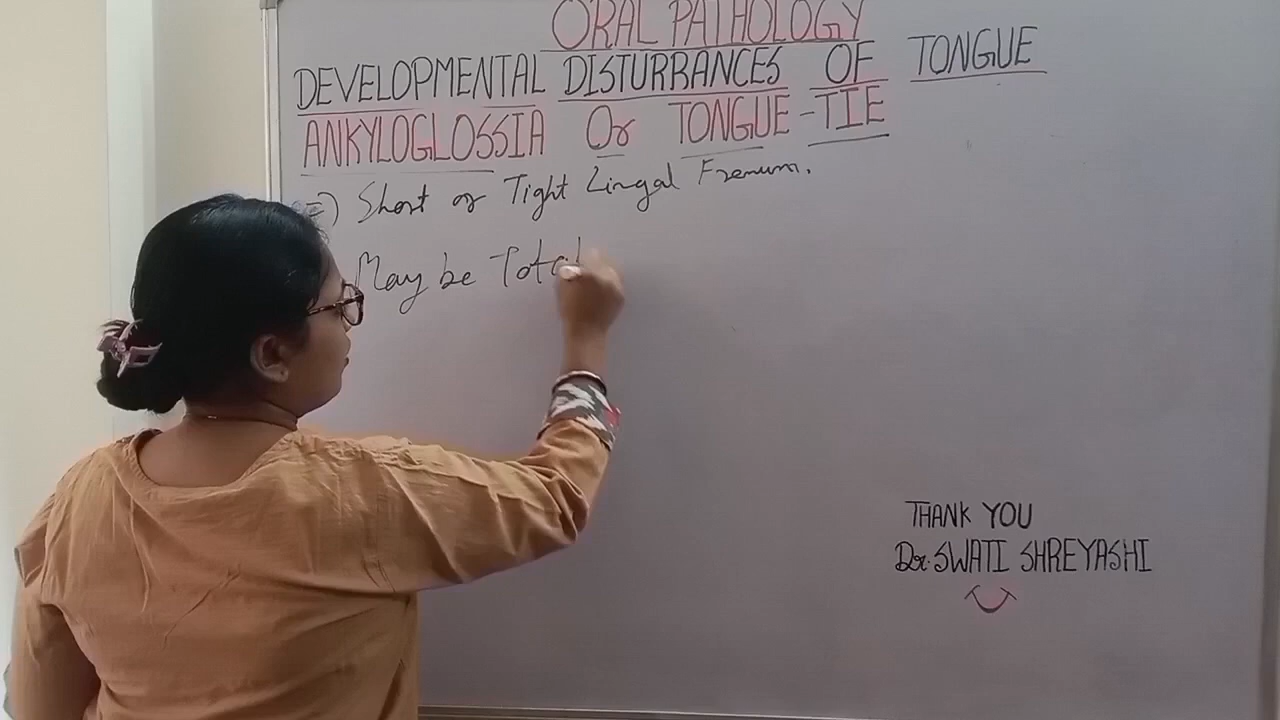 ORAL PATHOLOGY
DEVELOPMENTAL DISTURBANCES OF TONGUE
ANKYLOGLOSSIA Or TONGUE-TIE
=) Short or Tight Lingal Frenum.
May be Total
THANK YOU
Dr. SWATI SHREYASHI